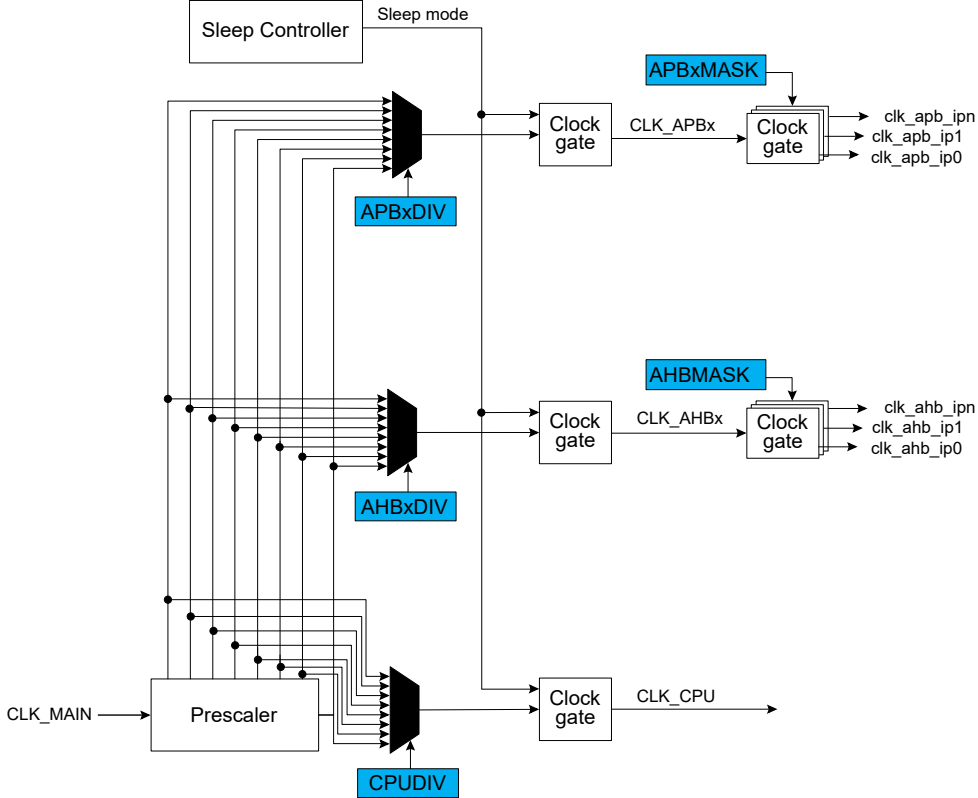 Sleep mode
Sleep Controller
APBxMASK
Clock
gate
CLK_APBx
Clock
gate
clk_apb_ipn
clk_apb_ip1
clk_apb_ip0
APBxDIV
AHBMASK
Clock
gate
CLK_AHBx
Clock
gate
clk_ahb_ipn
clk_ahb_ip1
clk_ahb_ip0
AHBxDIV
CLK_MAIN
Prescaler
Clock
gate
CLK_CPU
CPUDIV